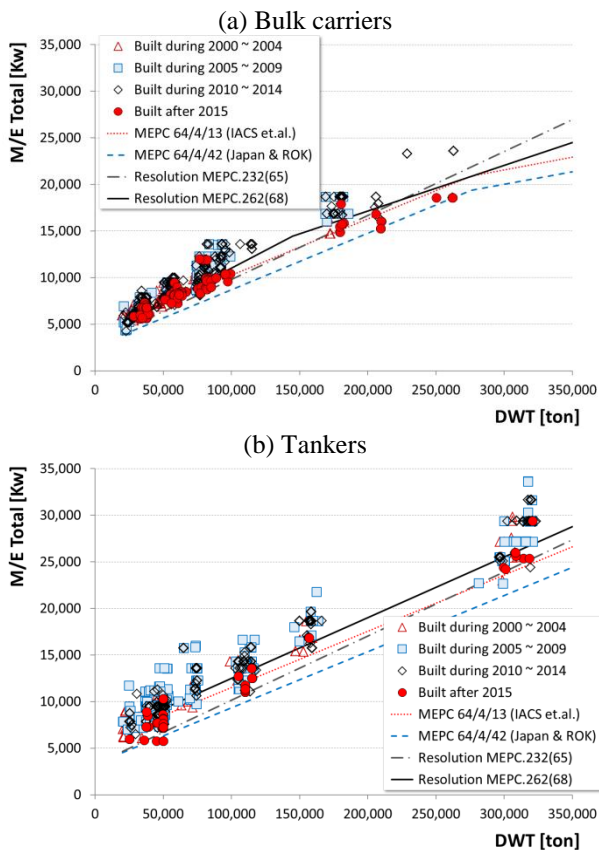 (a) Bulk carriers
M/E Total [Kw]
35,000
30,000
25,000
20,000
15,000
10,000
5,000
0
Built during 2000 ~ 2004
Built during 2005 ~ 2009
Built during 2010 ~ 2014
Built after 2015
MEPC 64/4/13 (IACS et.al.)
MEPC 64/4/42 (Japan & ROK)
Resolution MEPC.232(65)
Resolution MEPC.262(68)
0 50,000 100,000 150,000 200,000 250,000 300,000 350,000
DWT [ton]
(b) Tankers
M/E Total [Kw]
35,000
30,000
25,000
20,000
15,000
10,000
5,000
0
Built during 2000 ~ 2004
Built during 2005 ~ 2009
Built during 2010 ~ 2014
Built after 2015
MEPC 64/4/13 (IACS et.al.)
MEPC 64/4/42 (Japan & ROK)
Resolution MEPC.232(65)
Resolution MEPC.262(68)
0 50,000 100,000 150,000 200,000 250,000 300,000 350,000
DWT [ton]